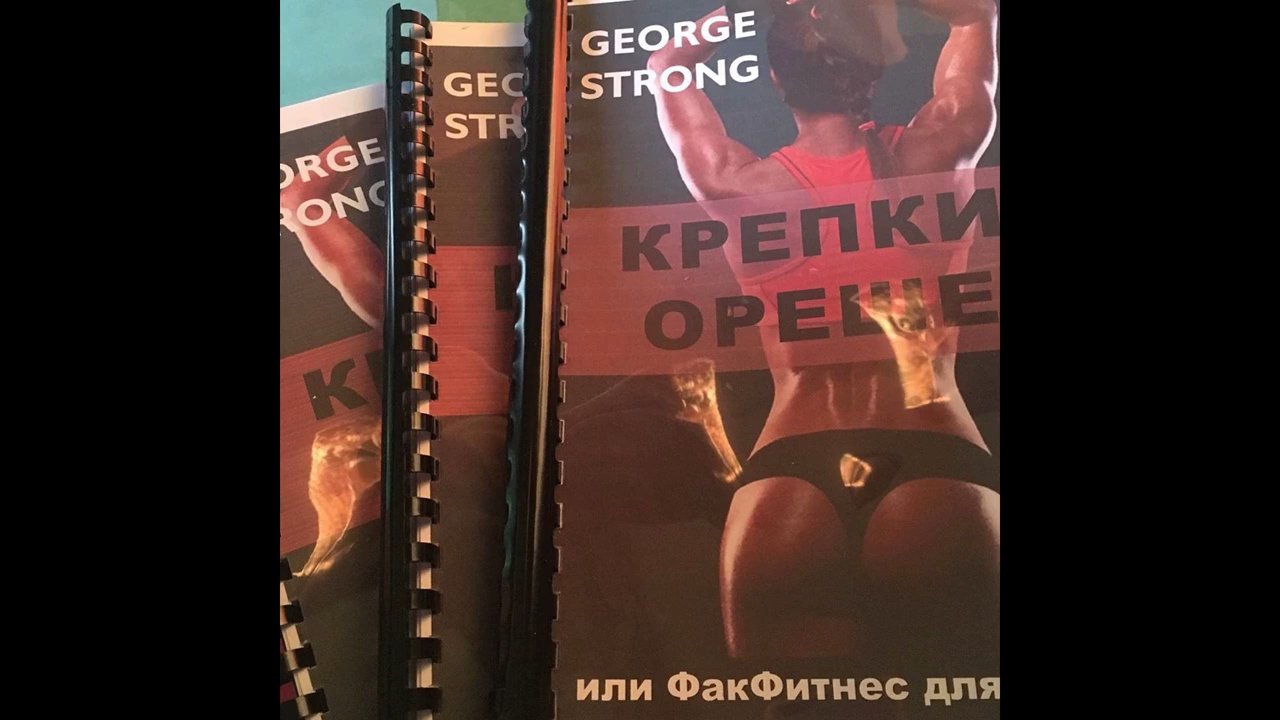 GEORGE
STRONG
КРЕПКИ
ОРЕШЕ
или ФакФитнес для
GEO
STR
ORGE
RONG
К